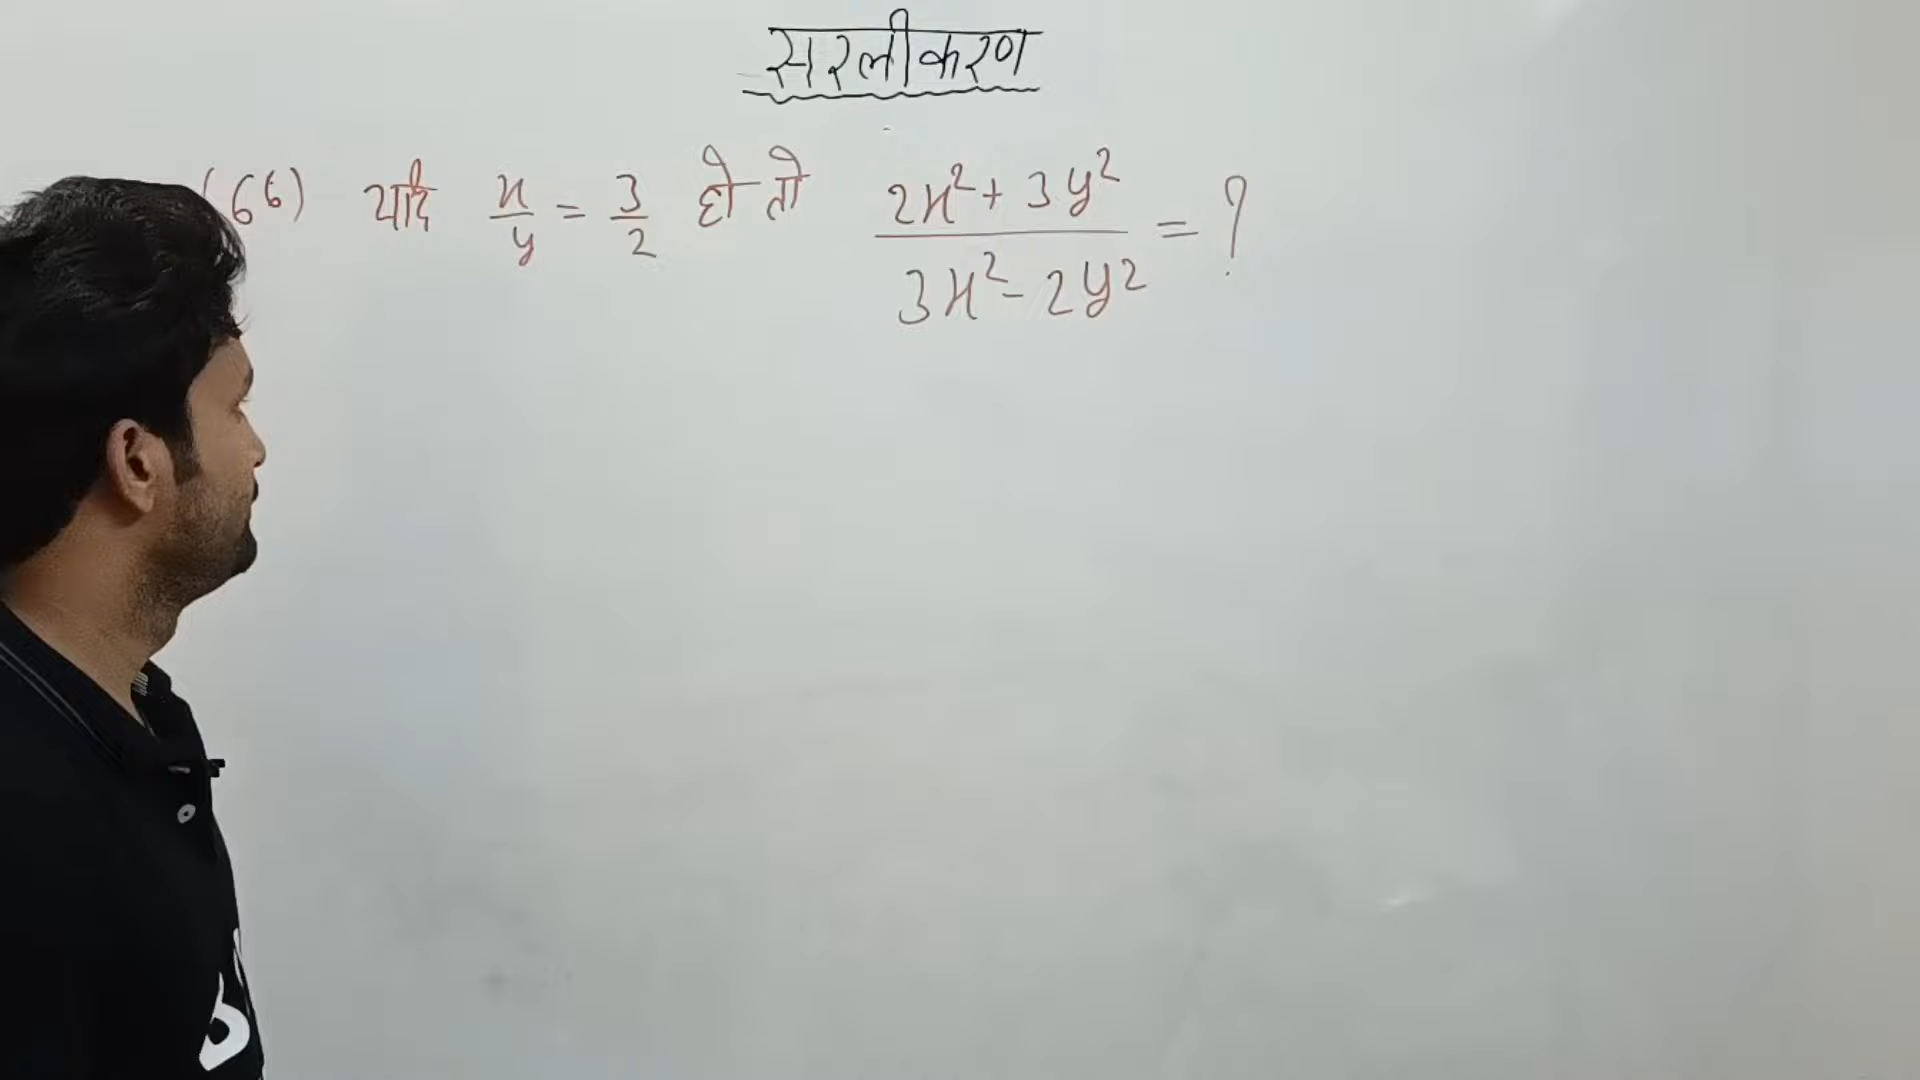 सरलीकरण
(66) यदि x/y = 3/2 हो तो (2x²+3y²)/(3x²-2y²) = ?